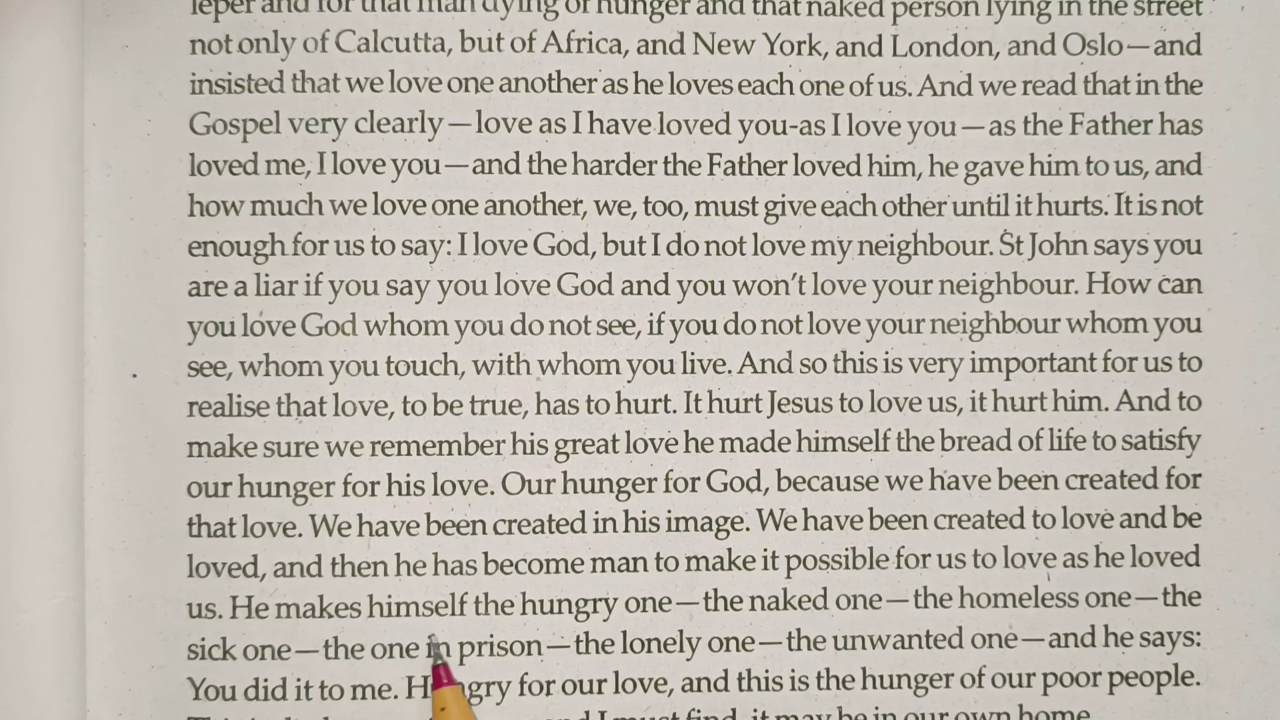 leper and for that man dying of hunger and that naked person lying in the street
not only of Calcutta, but of Africa, and New York, and London, and Oslo—and
insisted that we love one another as he loves each one of us. And we read that in the
Gospel very clearly—love as I have loved you-as I love you—as the Father has
loved me, I love you—and the harder the Father loved him, he gave him to us, and
how much we love one another, we, too, must give each other until it hurts. It is not
enough for us to say: I love God, but I do not love my neighbour. St John says you
are a liar if you say you love God and you won't love your neighbour. How can
you love God whom you do not see, if you do not love your neighbour whom you
see, whom you touch, with whom you live. And so this is very important for us to
realise that love, to be true, has to hurt. It hurt Jesus to love us, it hurt him. And to
make sure we remember his great love he made himself the bread of life to satisfy
our hunger for his love. Our hunger for God, because we have been created for
that love. We have been created in his image. We have been created to love and be
loved, and then he has become man to make it possible for us to love as he loved
us. He makes himself the hungry one—the naked one—the homeless one—the
sick one—the one in prison—the lonely one—the unwanted one—and he says:
You did it to me. Hungry for our love, and this is the hunger of our poor people.
I must find, it may be in our own home